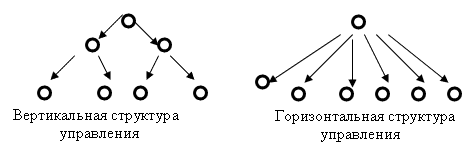 Вертикальная структура
управления
Горизонтальная структура
управления